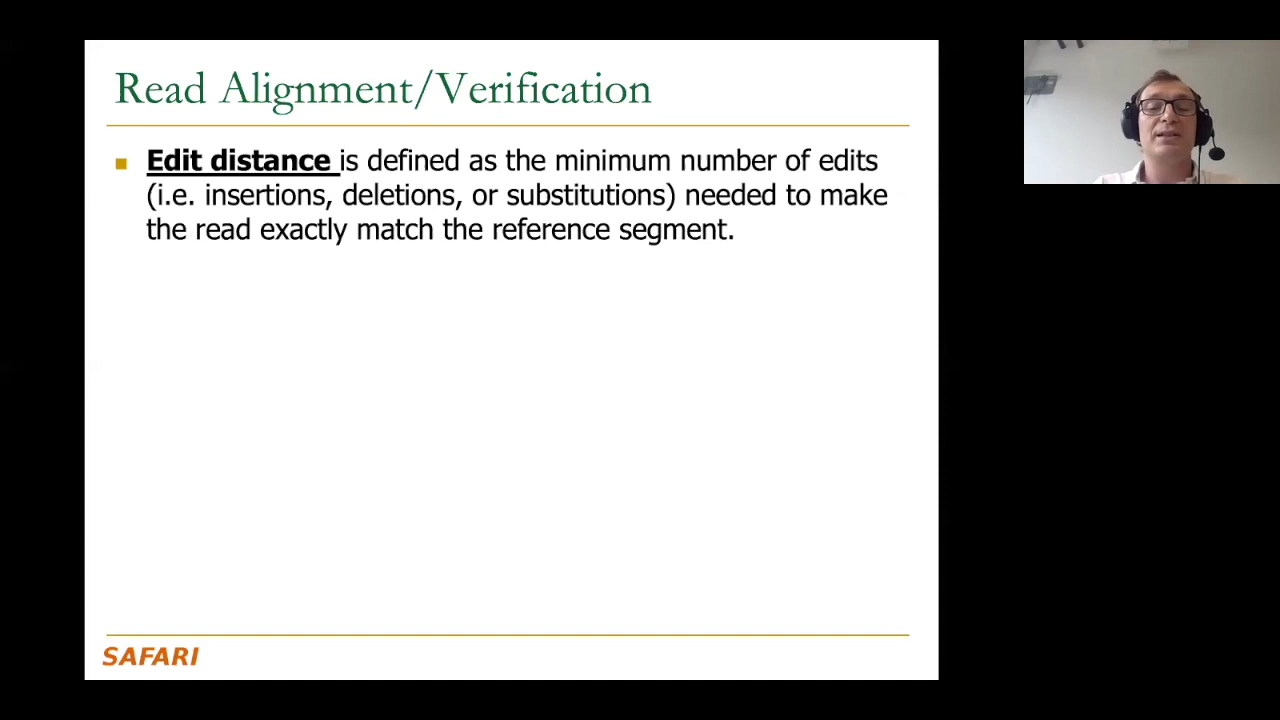 Read Alignment/Verification
Edit distance is defined as the minimum number of edits
(i.e. insertions, deletions, or substitutions) needed to make
the read exactly match the reference segment.
SAFARI